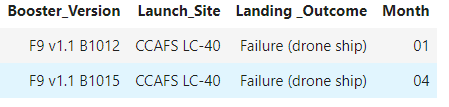 Booster_Version Launch_Site Landing _Outcome Month
F9 v1.1 B1012 CCAFS LC-40 Failure (drone ship) 01
F9 v1.1 B1015 CCAFS LC-40 Failure (drone ship) 04